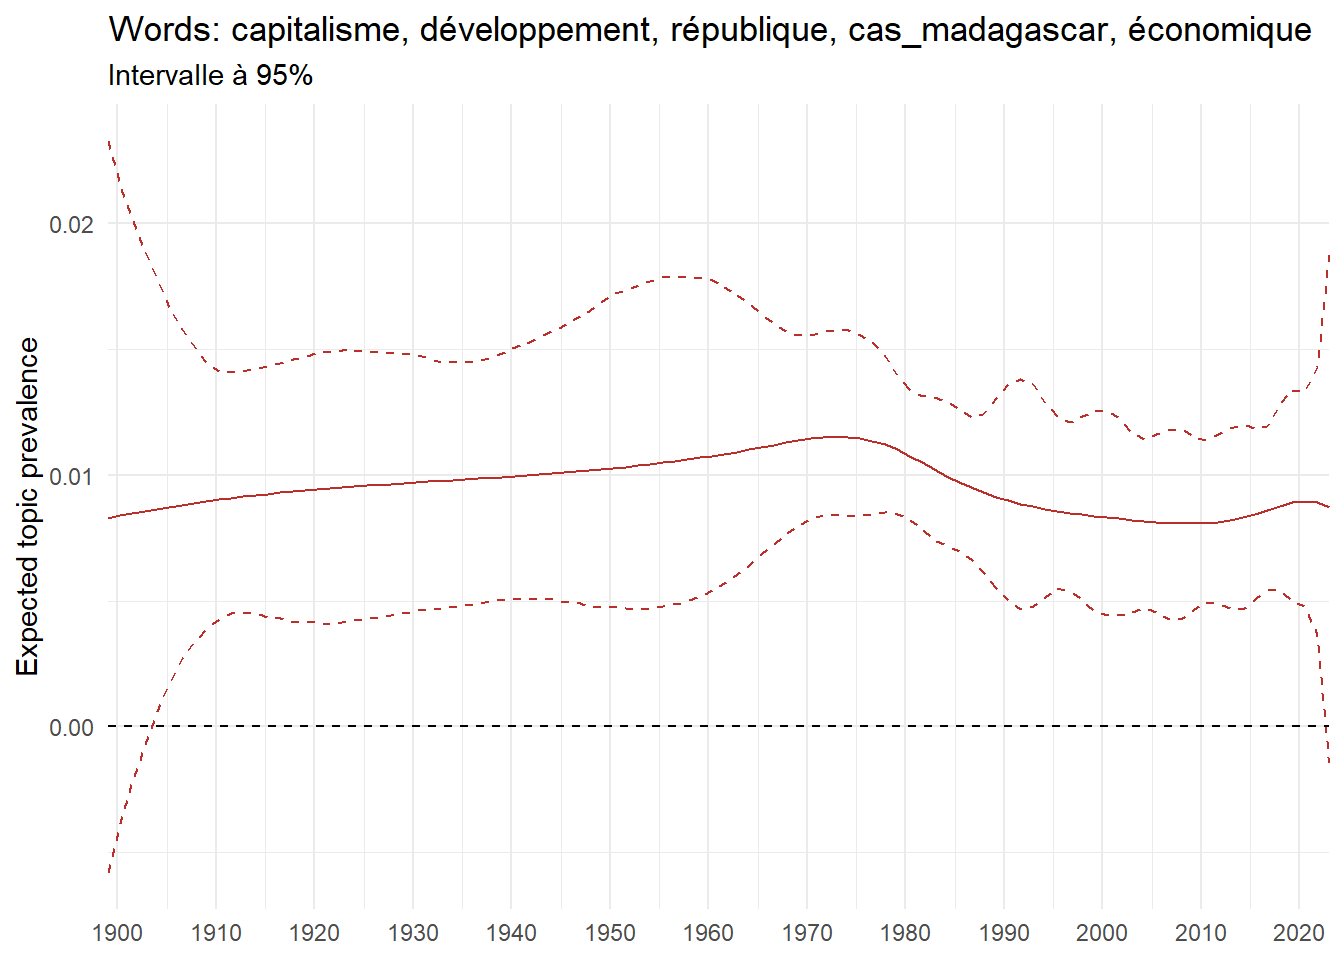 Words: capitalisme, développement, république, cas_madagascar, économique
Intervalle à 95%
Expected topic prevalence
0.02
0.01
0.00
1900 1910 1920 1930 1940 1950 1960 1970 1980 1990 2000 2010 2020